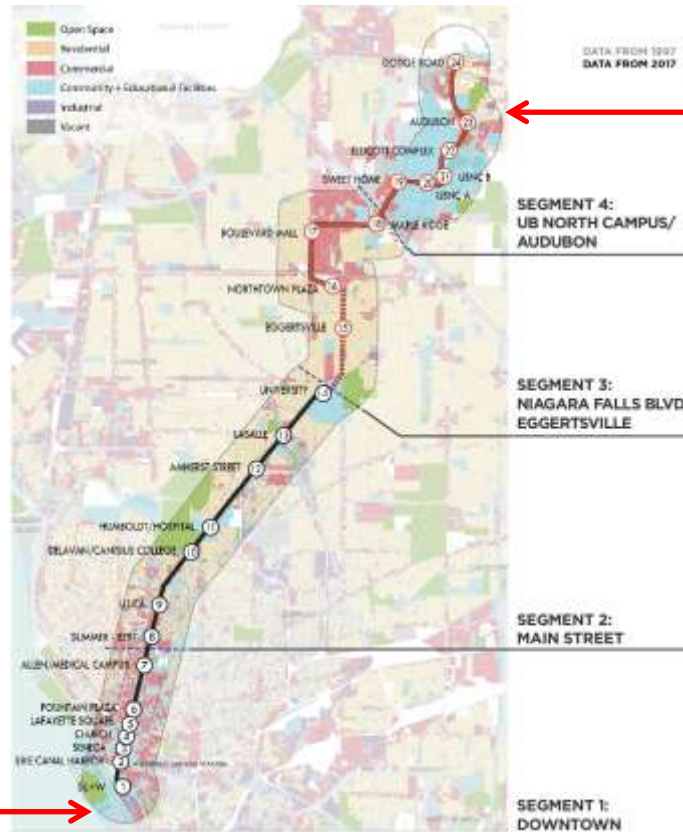 Open Space
Residential
Commercial
Community + Educational Facilities
Industrial
Vacant
DATA FROM 1997
DATA FROM 2017
DODGE ROAD 24
AUDUBON 23
ELLICOTT COMPLEX 22
SWEET HOME 19 20 21 UBNC B
UBNC A
SEGMENT 4:
UB NORTH CAMPUS/
AUDUBON
BOULEVARD MALL 17 18 MAPLE RIDGE
NORTHTOWN PLAZA 16
EGGERTSVILLE 15
UNIVERSITY 14
SEGMENT 3:
NIAGARA FALLS BLVD
EGGERTSVILLE
LASALLE 13
AMHERST STREET 12
HUMBOLDT/HOSPITAL 11
DELAVAN/CANISIUS COLLEGE 10
UTICA 9
SEGMENT 2:
MAIN STREET
SUMMER - BEST 8
ALLEN/MEDICAL CAMPUS 7
FOUNTAIN PLAZA 6
LAFAYETTE SQUARE 5
CHURCH 4
SENECA 3
ERIE CANAL HARBOR 2
DL+W 1
SEGMENT 1:
DOWNTOWN